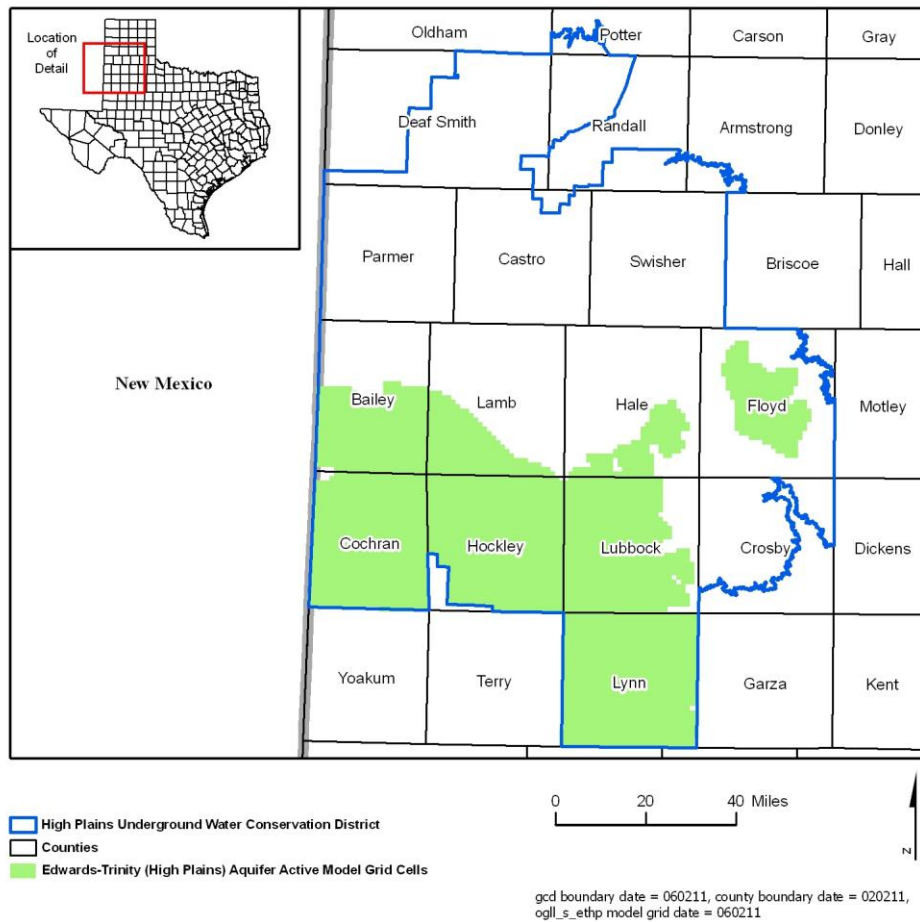 Location
of
Detail
Oldham
Potter
Carson
Gray
Deaf Smith
Randall
Armstrong
Donley
Parmer
Castro
Swisher
Briscoe
Hall
New Mexico
Bailey
Lamb
Hale
Floyd
Motley
Cochran
Hockley
Lubbock
Crosby
Dickens
Yoakum
Terry
Lynn
Garza
Kent
0 20 40 Miles
High Plains Underground Water Conservation District
Counties
Edwards-Trinity (High Plains) Aquifer Active Model Grid Cells
N
gcd boundary date = 060211, county boundary date = 020211,
ogll_s_ethp model grid date = 060211